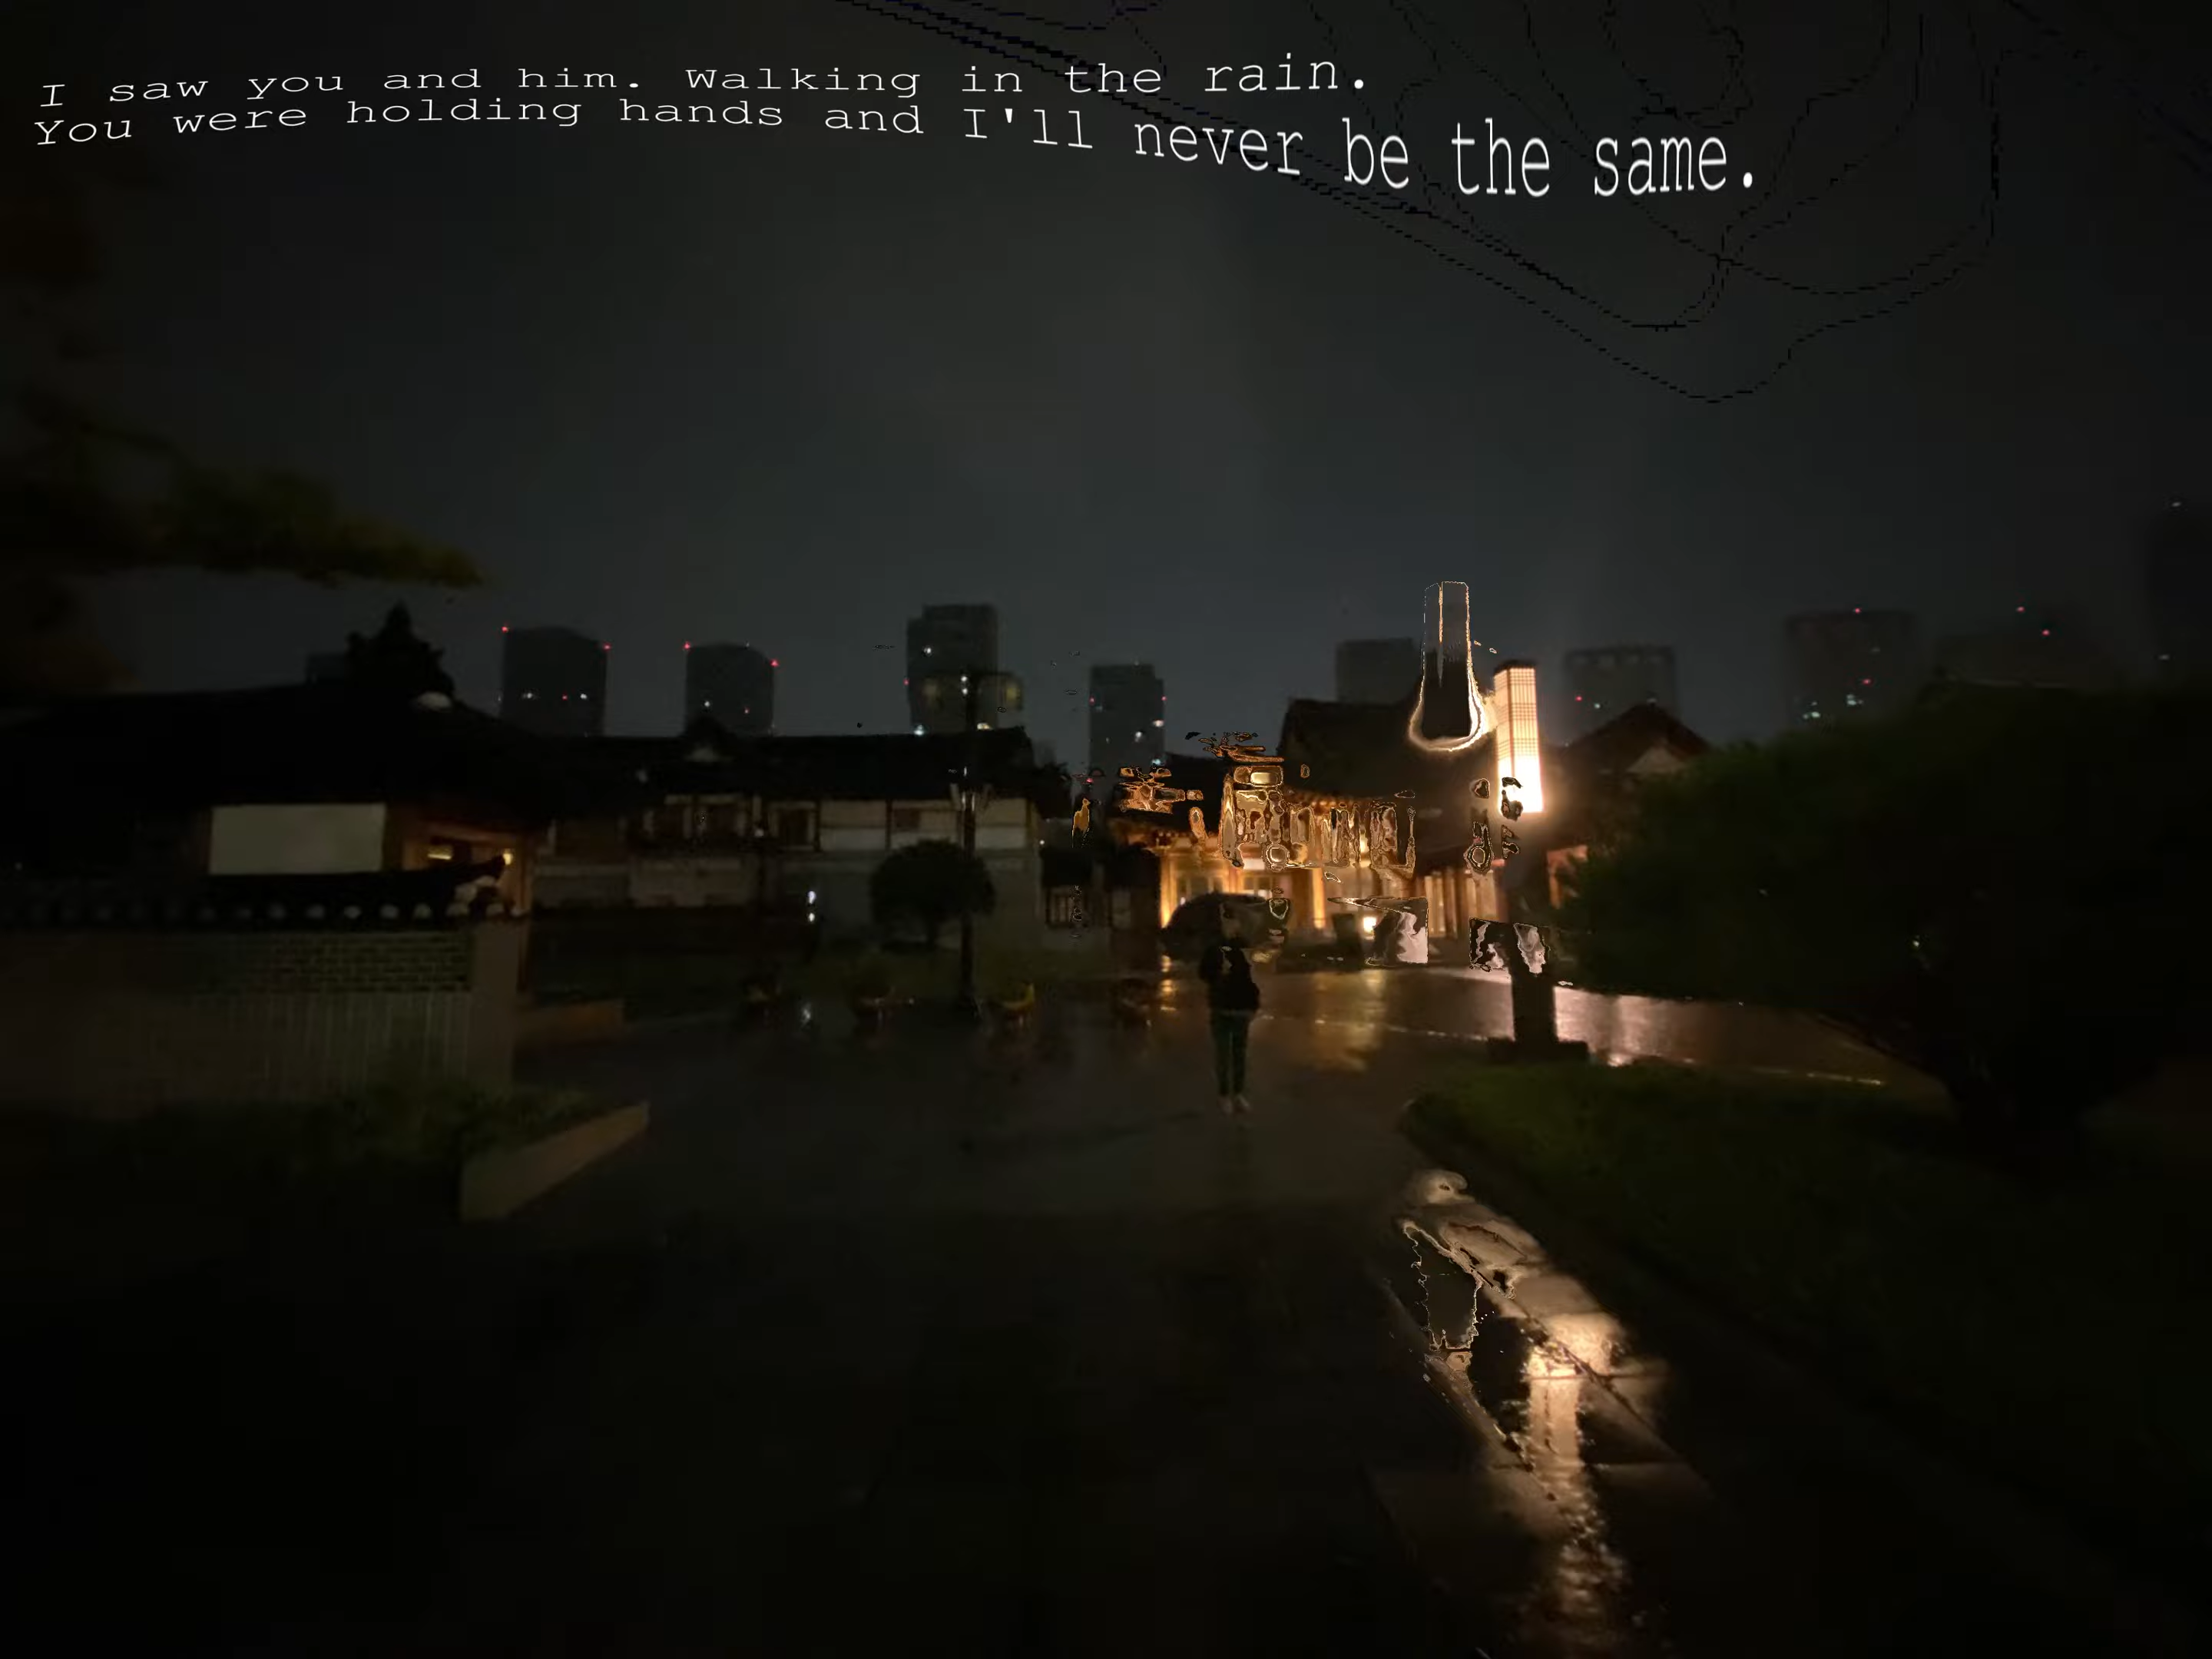 I saw you and him. Walking in the rain.
You were holding hands and I'll never be the same.